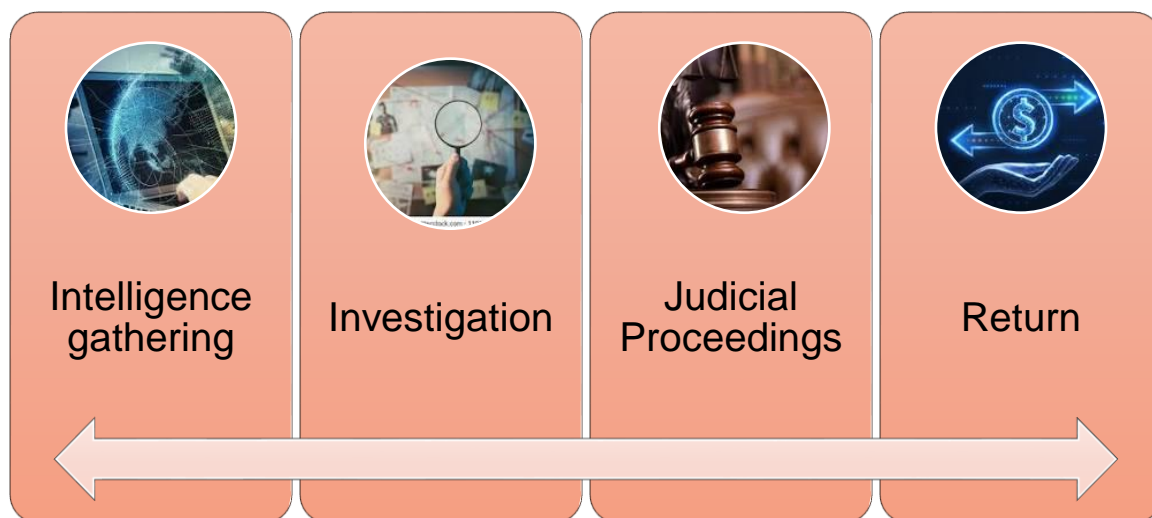 Intelligence
gathering
Investigation
Judicial
Proceedings
Return